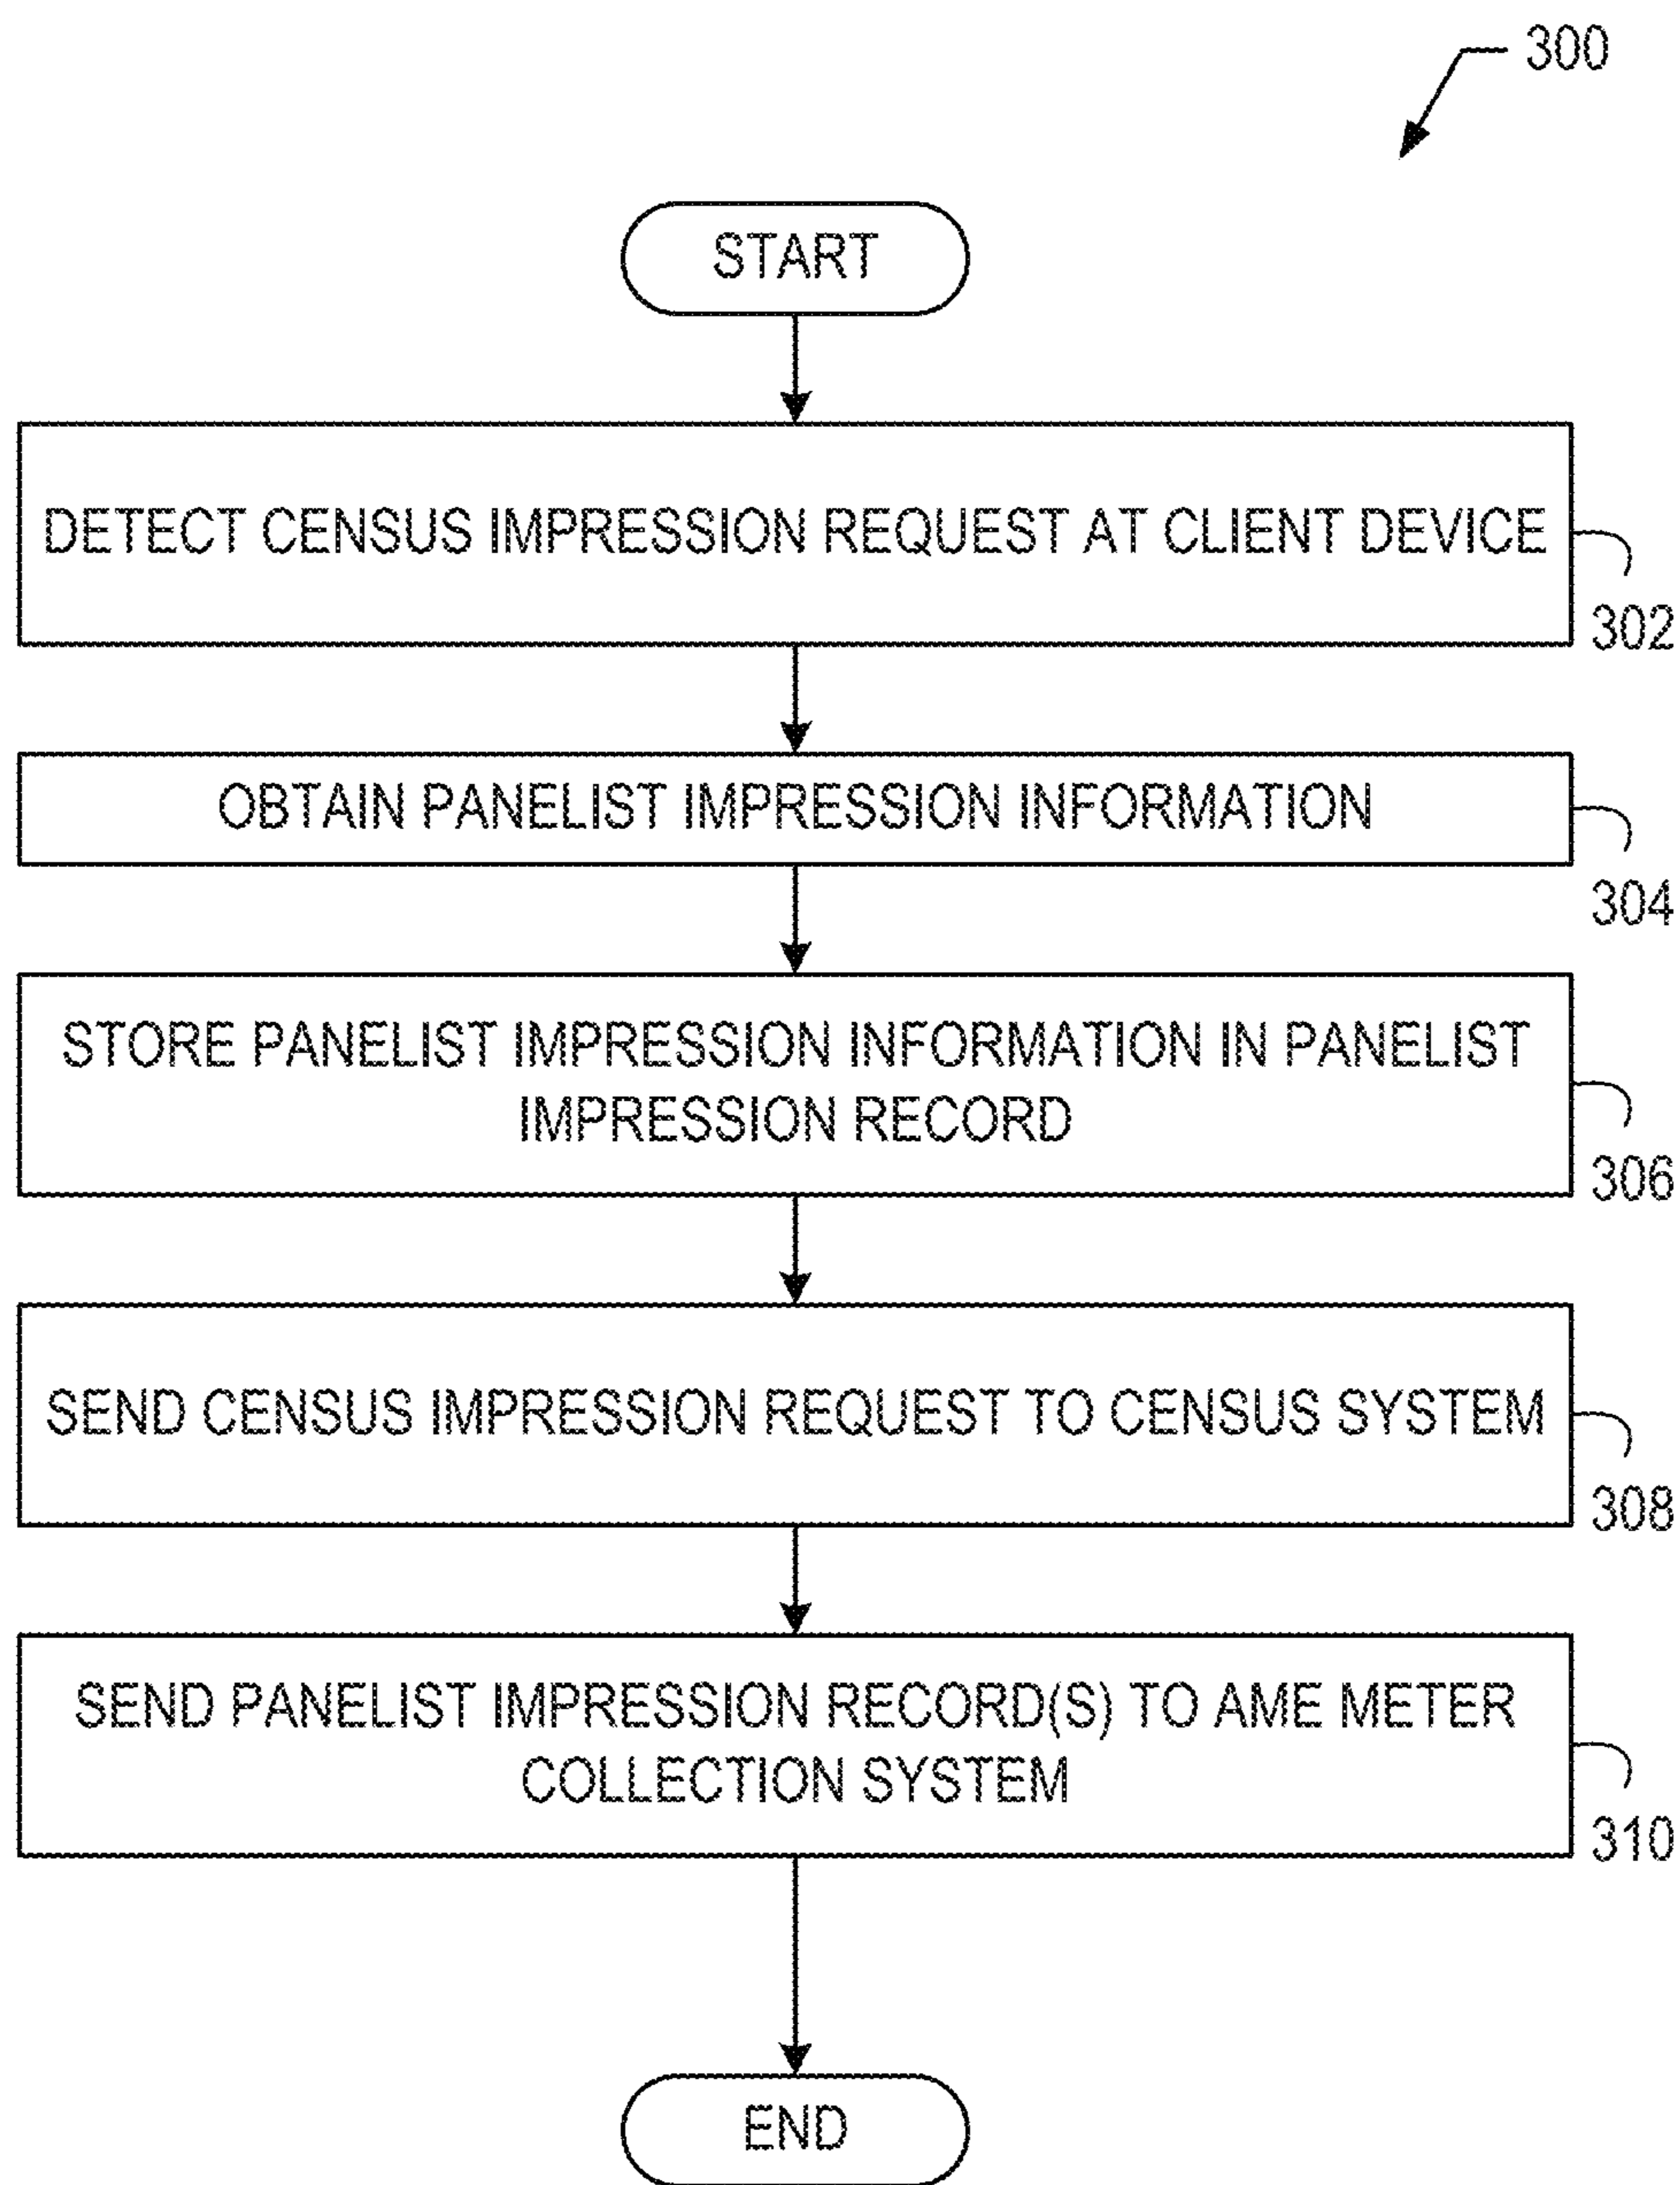 300
START
DETECT CENSUS IMPRESSION REQUEST AT CLIENT DEVICE
302
OBTAIN PANELIST IMPRESSION INFORMATION
304
STORE PANELIST IMPRESSION INFORMATION IN PANELIST
IMPRESSION RECORD
306
SEND CENSUS IMPRESSION REQUEST TO CENSUS SYSTEM
308
SEND PANELIST IMPRESSION RECORD(S) TO AME METER
COLLECTION SYSTEM
310
END